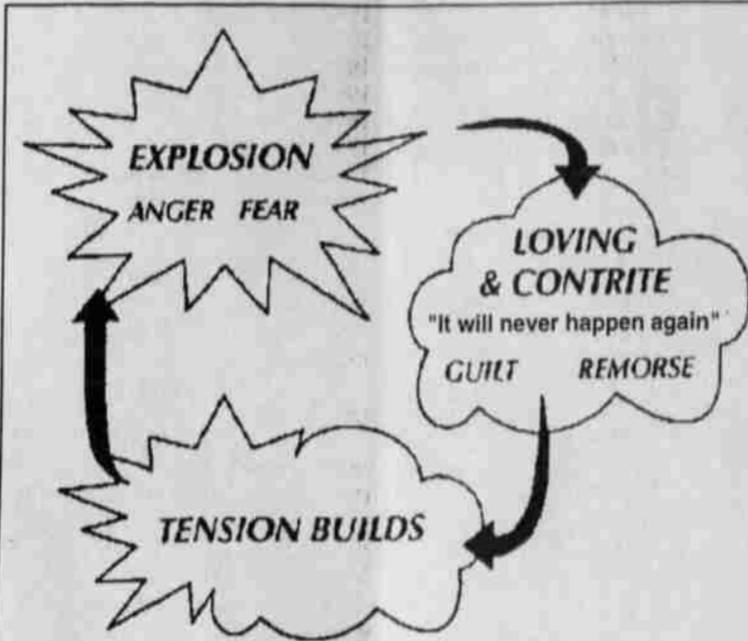 EXPLOSION
ANGER FEAR
LOVING
& CONTRITE
"It will never happen again"
GUILT REMORSE
TENSION BUILDS